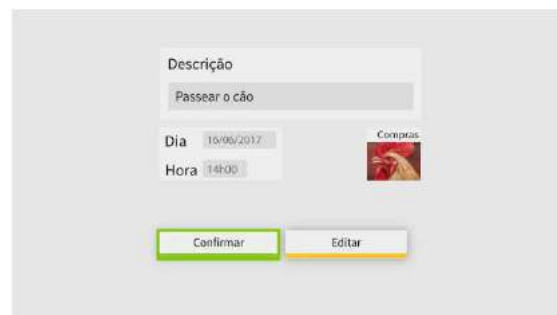 Descrição
Passear o cão
Dia 16/06/2017
Hora 14h00
Compras
Confirmar
Editar